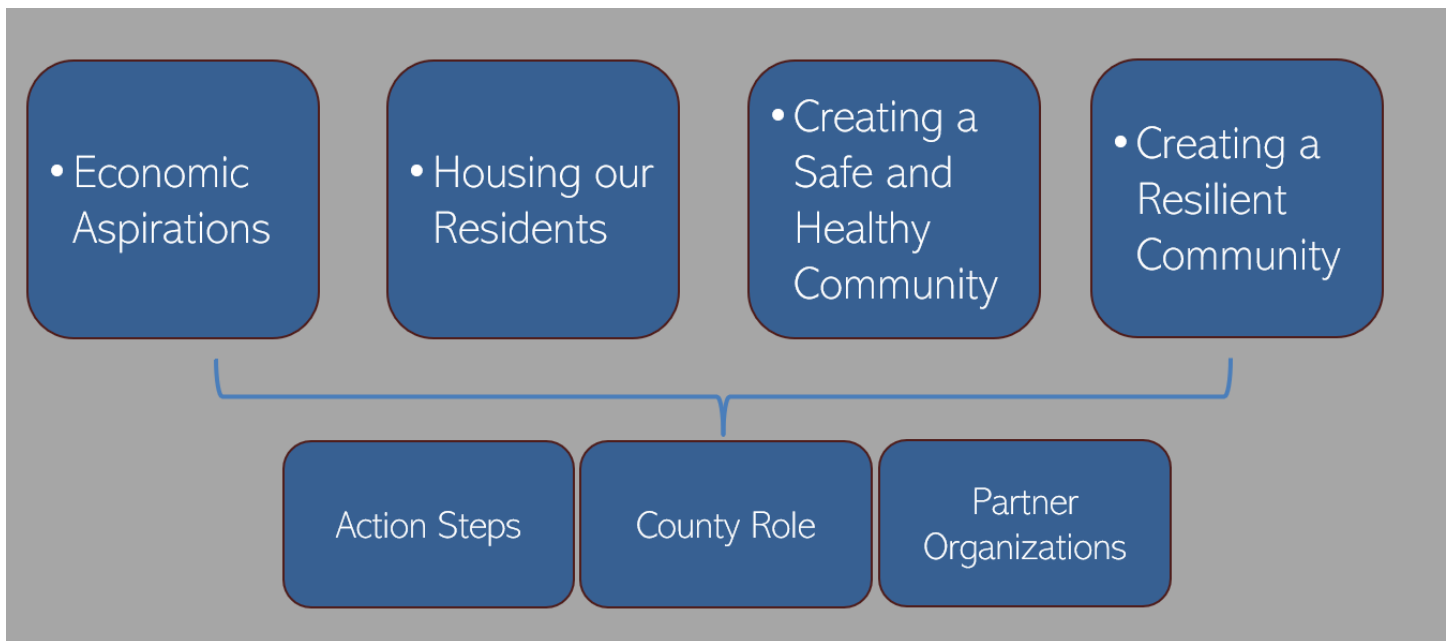 • Economic
Aspirations
• Housing our
Residents
• Creating a
Safe and
Healthy
Community
• Creating a
Resilient
Community
Action Steps
County Role
Partner
Organizations